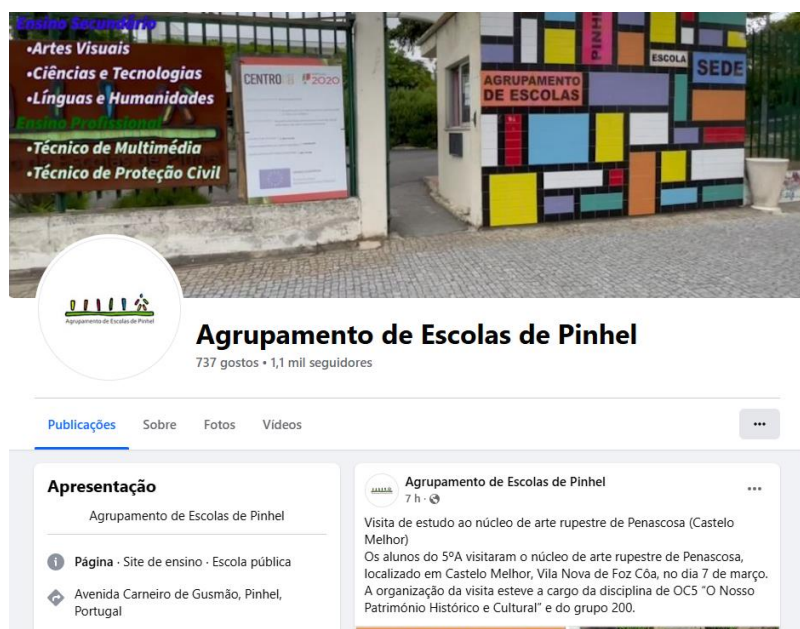 Ensino Secundário
•Artes Visuais
•Ciências e Tecnologias
•Línguas e Humanidades
Ensino Profissional
•Técnico de Multimédia
•Técnico de Proteção Civil
CENTRO
2020
PINH
ESCOLA
SEDE
AGRUPAMENTO
DE ESCOLAS
Agrupamento de Escolas de Pinhel
Agrupamento de Escolas de Pinhel
737 gostos • 1,1 mil seguidores
Publicações
Sobre
Fotos
Vídeos
Apresentação
Agrupamento de Escolas de Pinhel
Página · Site de ensino · Escola pública
Avenida Carneiro de Gusmão, Pinhel,
Portugal
Agrupamento de Escolas de Pinhel
7 h ·
Visita de estudo ao núcleo de arte rupestre de Penascosa (Castelo
Melhor)
Os alunos do 5ºA visitaram o núcleo de arte rupestre de Penascosa,
localizado em Castelo Melhor, Vila Nova de Foz Côa, no dia 7 de março.
A organização da visita esteve a cargo da disciplina de OC5 “O Nosso
Património Histórico e Cultural” e do grupo 200.